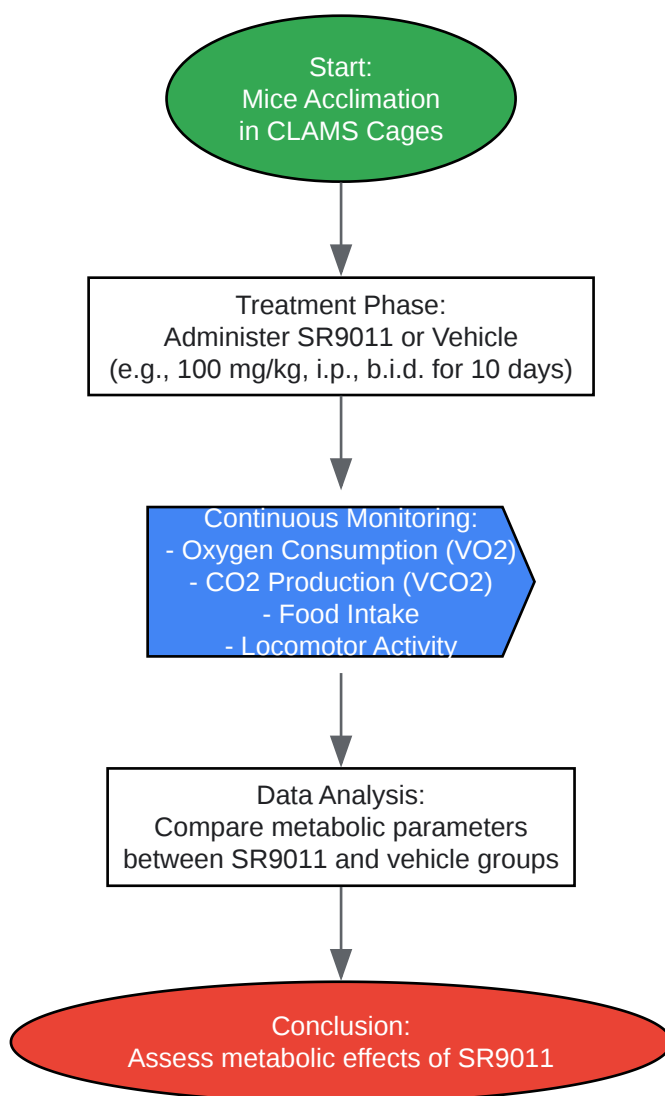 Start:
Mice Acclimation
in CLAMS Cages
Treatment Phase:
Administer SR9011 or Vehicle
(e.g., 100 mg/kg, i.p., b.i.d. for 10 days)
Continuous Monitoring:
- Oxygen Consumption (VO2)
- CO2 Production (VCO2)
- Food Intake
- Locomotor Activity
Data Analysis:
Compare metabolic parameters
between SR9011 and vehicle groups
Conclusion:
Assess metabolic effects of SR9011